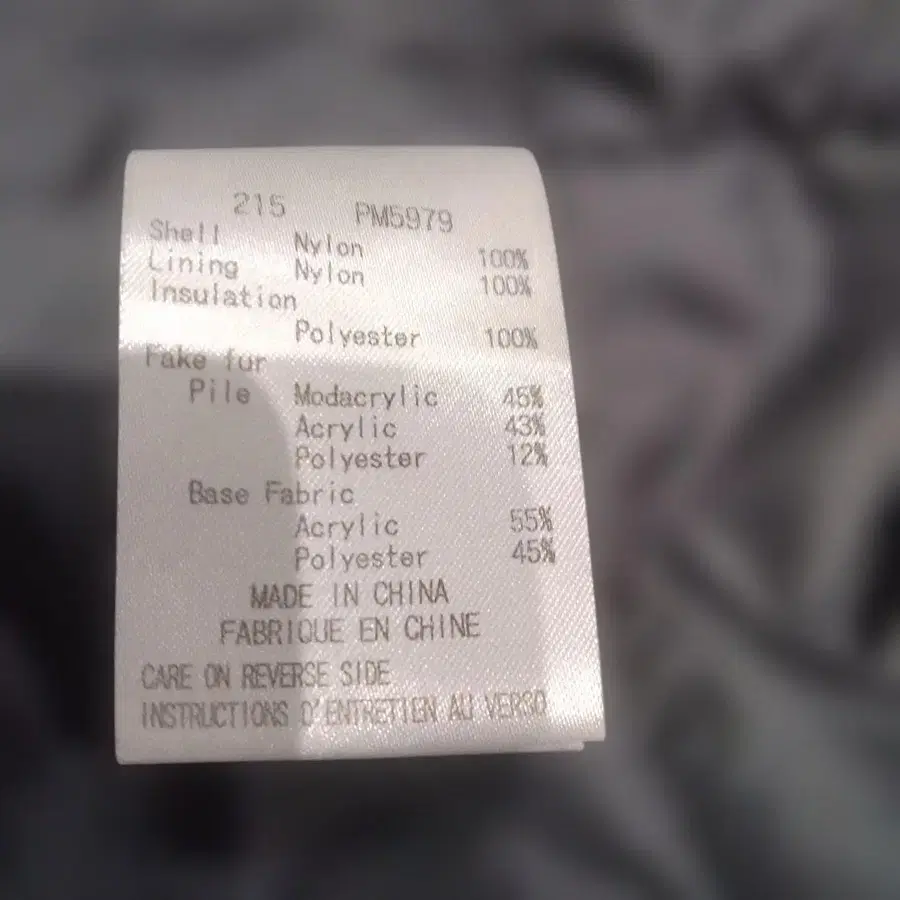 215 PM5979
Shell Nylon 100%
Lining Nylon 100%
Insulation
Polyester 100%
Fake fur
Pile Modacrylic 45%
Acrylic 43%
Polyester 12%
Base Fabric
Acrylic 55%
Polyester 45%
MADE IN CHINA
FABRIQUE EN CHINE
CARE ON REVERSE SIDE
INSTRUCTIONS D'ENTRETIEN AU VERSO